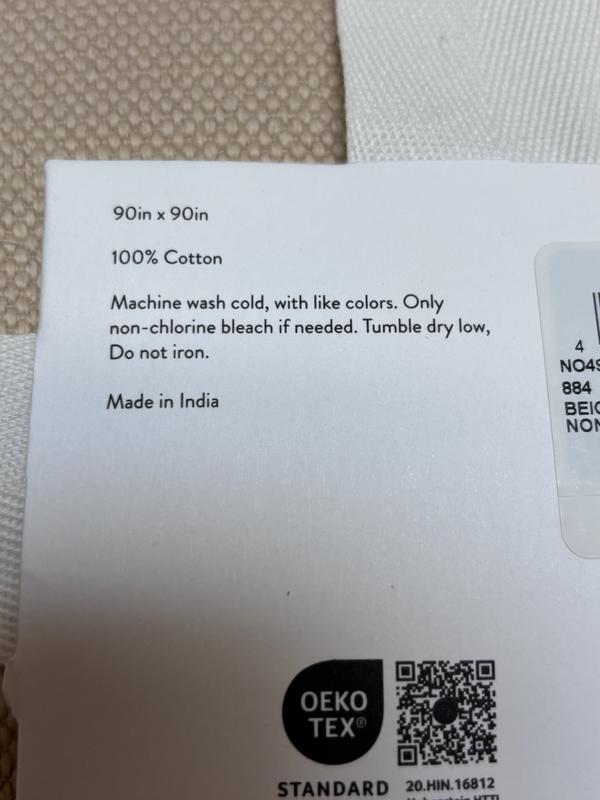 90in x 90in
100% Cotton
Machine wash cold, with like colors. Only
non-chlorine bleach if needed. Tumble dry low,
Do not iron.
Made in India
4
884
OEKO
TEX®
STANDARD
20.HIN.16812